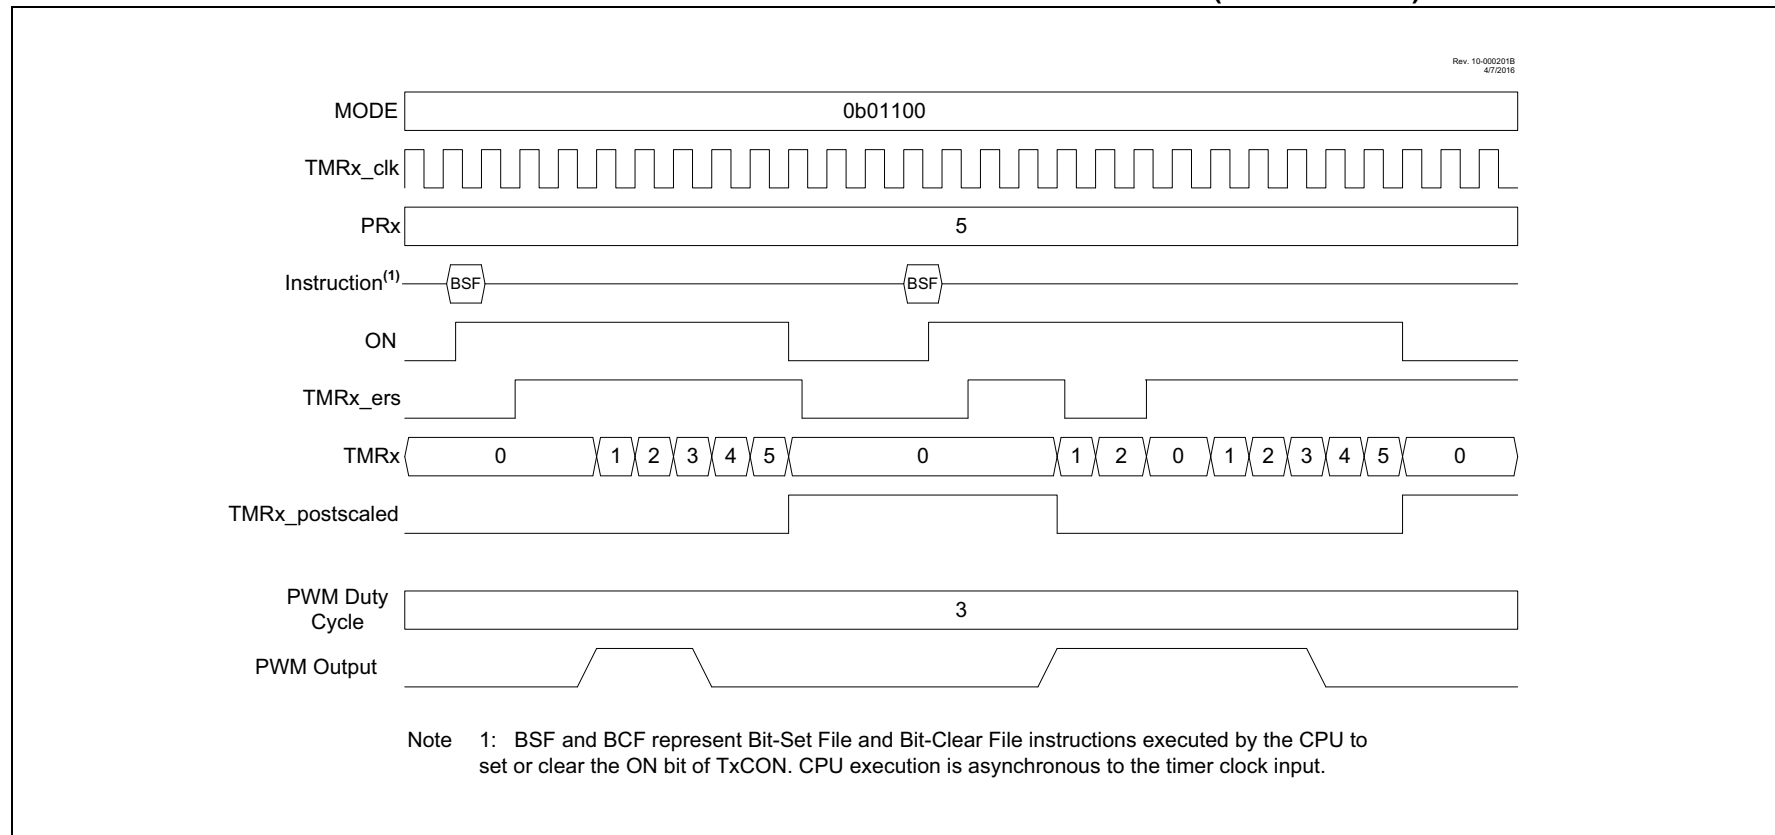 Rev. 10-000201B
4/7/2016
MODE 0b01100
TMRx_clk
PRx 5
Instruction(1) BSF BSF
ON
TMRx_ers
TMRx 0 1 2 3 4 5 0 1 2 0 1 2 3 4 5 0
TMRx_postscaled
PWM Duty
Cycle 3
PWM Output
Note 1: BSF and BCF represent Bit-Set File and Bit-Clear File instructions executed by the CPU to
set or clear the ON bit of TxCON. CPU execution is asynchronous to the timer clock input.